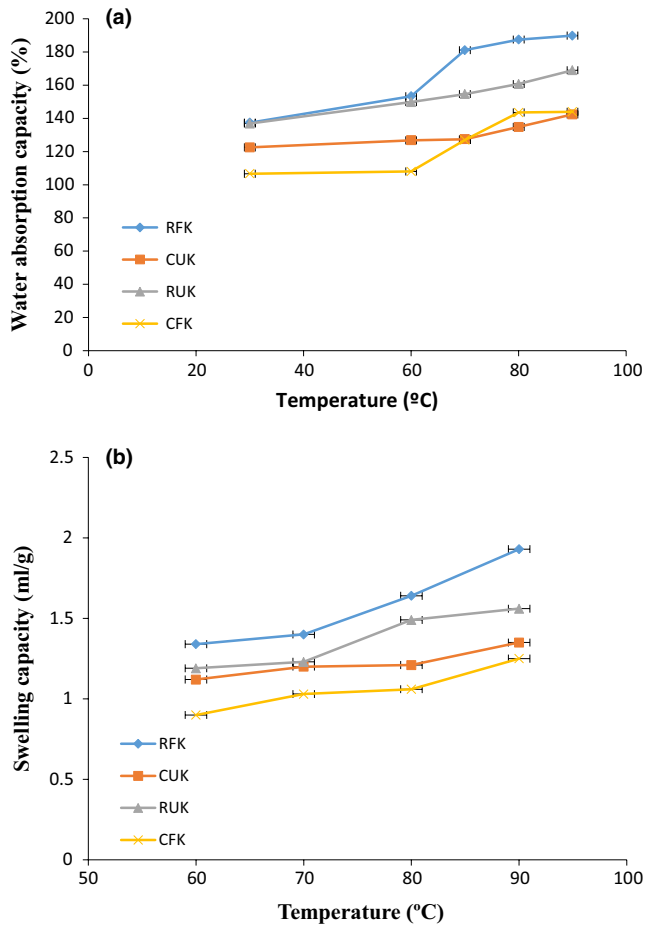 (a)
Water absorption capacity (%)
200
180
160
140
120
100
80
60
40
20
0
RFK
CUK
RUK
CFK
0
20
40
60
80
100
Temperature (ºC)
(b)
Swelling capacity (ml/g)
2.5
2
1.5
1
0.5
0
RFK
CUK
RUK
CFK
50
60
70
80
90
100
Temperature (ºC)